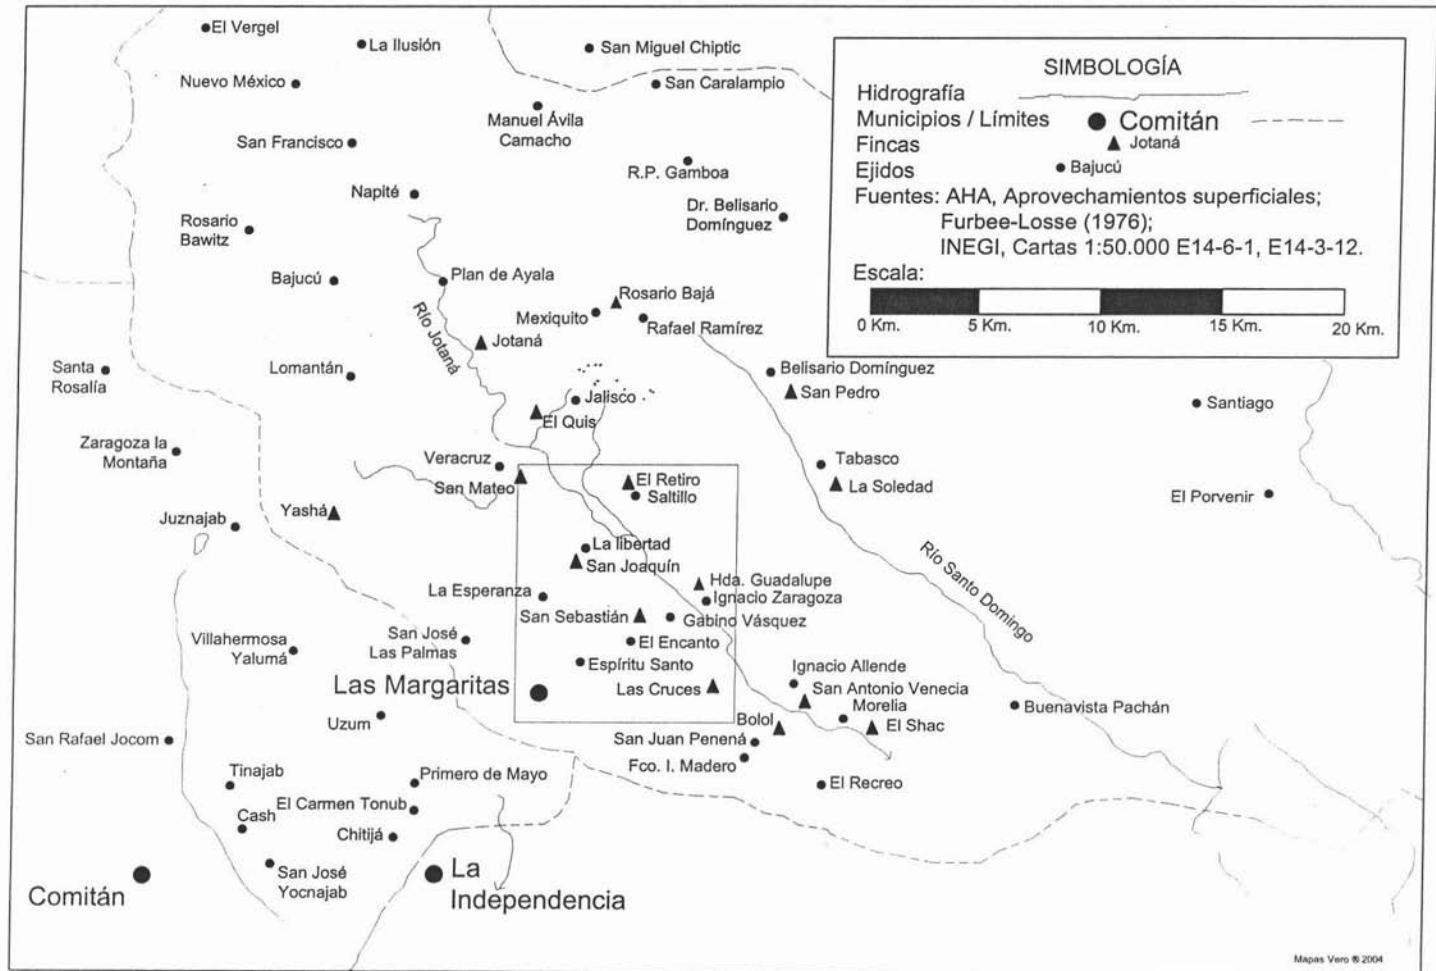 El Vergel
La Ilusión
San Miguel Chiptic
Nuevo México
San Caralampio
Manuel Ávila
Camacho
San Francisco
R.P. Gamboa
Napité
Dr. Belisario
Domínguez
Rosario
Bawitz
Bajucú
Plan de Ayala
Rosario Bajá
Mexiquito
Rafael Ramírez
Río Jotaná
Jotaná
Santa
Rosalía
Lomantán
Belisario Domínguez
San Pedro
Jalisco
El Quis
Santiago
Zaragoza la
Montaña
Veracruz
San Mateo
El Retiro
Saltillo
Tabasco
La Soledad
El Porvenir
Yashá
Juznajab
La libertad
San Joaquín
Río Santo Domingo
La Esperanza
Hda. Guadalupe
Ignacio Zaragoza
San Sebastián
Gabino Vásquez
Villahermosa
Yalumá
San José
Las Palmas
El Encanto
Espíritu Santo
Las Margaritas
Las Cruces
Ignacio Allende
San Antonio Venecia
Morelia
El Shac
Buenavista Pachán
Uzum
Bolol
San Juan Penená
Fco. I. Madero
San Rafael Jocom
Tinajab
Primero de Mayo
El Recreo
El Carmen Tonub
Cash
Chitijá
San José
Yocnajab
Comitán
La
Independencia
SIMBOLOGÍA
Hidrografía
Municipios / Límites Comitán
Fincas Jotaná
Ejidos Bajucú
Fuentes: AHA, Aprovechamientos superficiales;
Furbee-Losse (1976);
INEGI, Cartas 1:50.000 E14-6-1, E14-3-12.
Escala:
0 Km. 5 Km. 10 Km. 15 Km. 20 Km.
Mapas Vero ® 2004